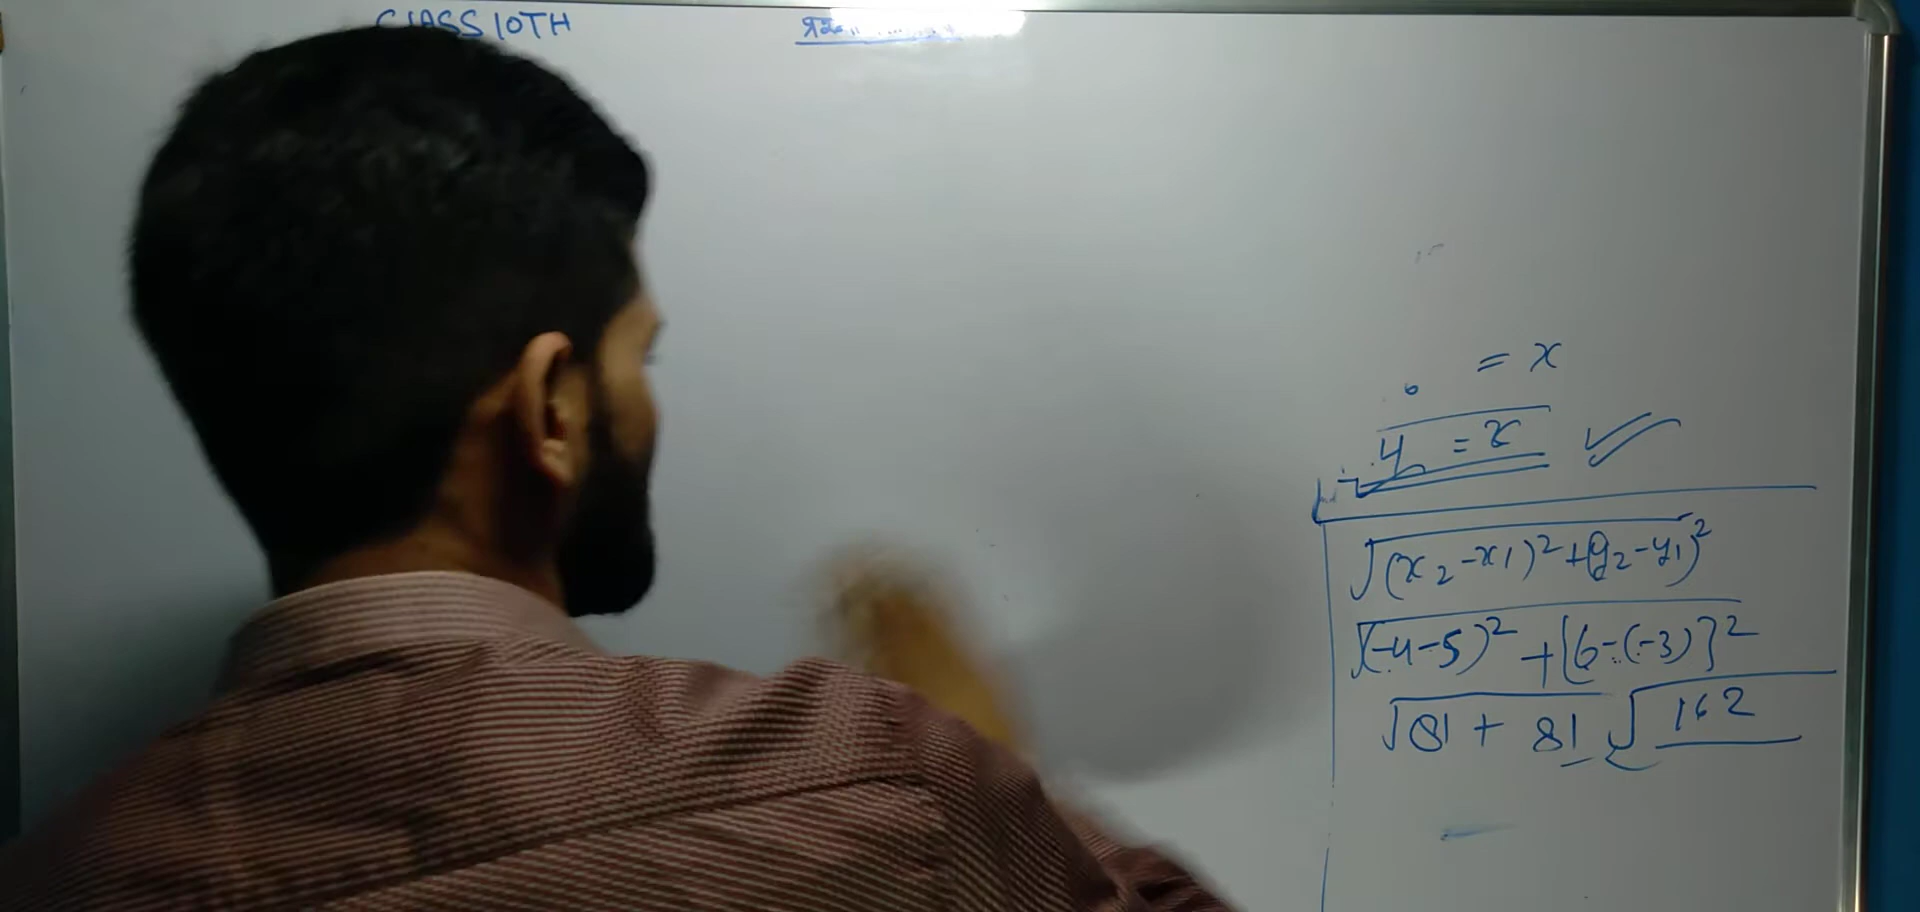 CLASS 10TH
= x
y = x
√(x₂-x₁)²+(y₂-y₁)²
√(-4-5)²+{6-(-3)}²
√81 + 81 √162